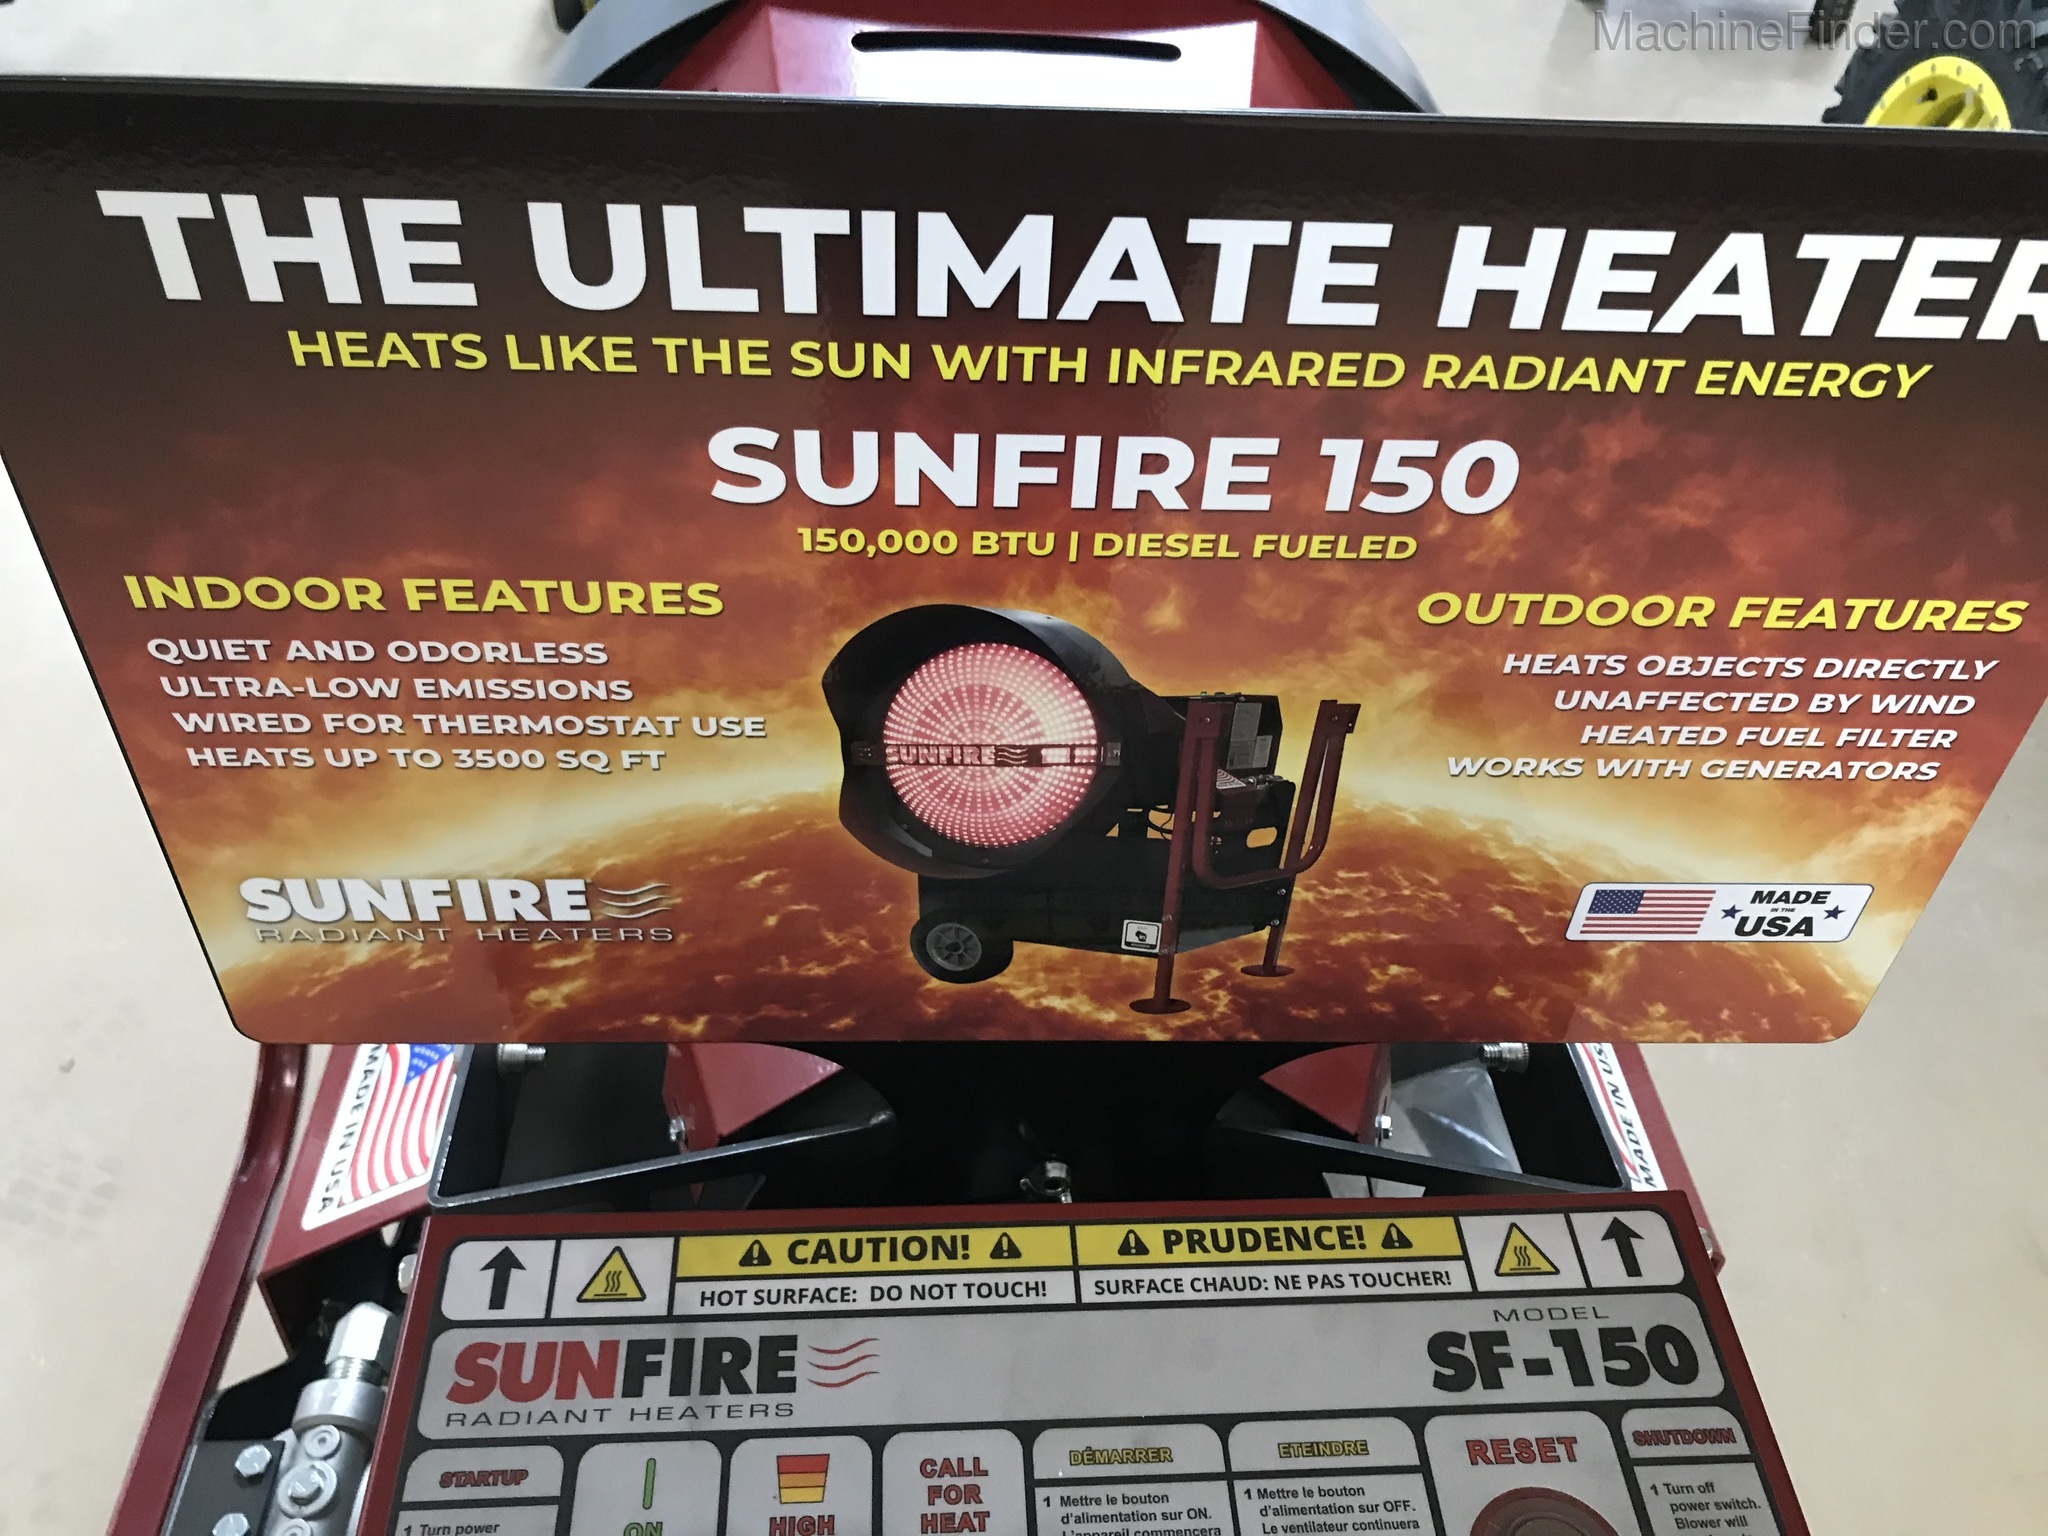 MachineFinder.com
THE ULTIMATE HEATER
HEATS LIKE THE SUN WITH INFRARED RADIANT ENERGY
SUNFIRE 150
150,000 BTU | DIESEL FUELED
INDOOR FEATURES
QUIET AND ODORLESS
ULTRA-LOW EMISSIONS
WIRED FOR THERMOSTAT USE
HEATS UP TO 3500 SQ FT
OUTDOOR FEATURES
HEATS OBJECTS DIRECTLY
UNAFFECTED BY WIND
HEATED FUEL FILTER
WORKS WITH GENERATORS
SUNFIRE
SUNFIRE
RADIANT HEATERS
MADE
IN THE
USA
MADE IN USA
MADE IN USA
CAUTION!
HOT SURFACE: DO NOT TOUCH!
PRUDENCE!
SURFACE CHAUD: NE PAS TOUCHER!
SUNFIRE
RADIANT HEATERS
MODEL
SF-150
STARTUP
1 Turn power
ON
HIGH
CALL
FOR
HEAT
DÉMARRER
1 Mettre le bouton
d'alimentation sur ON.
L'appareil commencera
ETEINDRE
1 Mettre le bouton
d'alimentation sur OFF.
Le ventilateur continuera
RESET
SHUTDOWN
1 Turn off
power switch.
Blower will